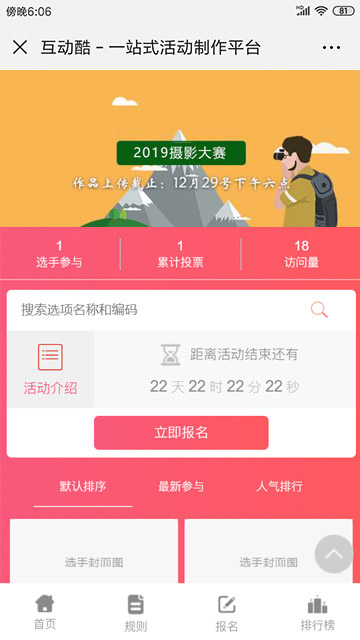 傍晚6:06
HD 81
互动酷 - 一站式活动制作平台
2019摄影大赛
作品上传截止：12月29号下午六点
1 1 18
选手参与 累计投票 访问量
搜索选项名称和编码
活动介绍
距离活动结束还有
22 天 22 时 22 分 22 秒
立即报名
默认排序 最新参与 人气排行
选手封面图 选手封面图
首页 规则 报名 排行榜